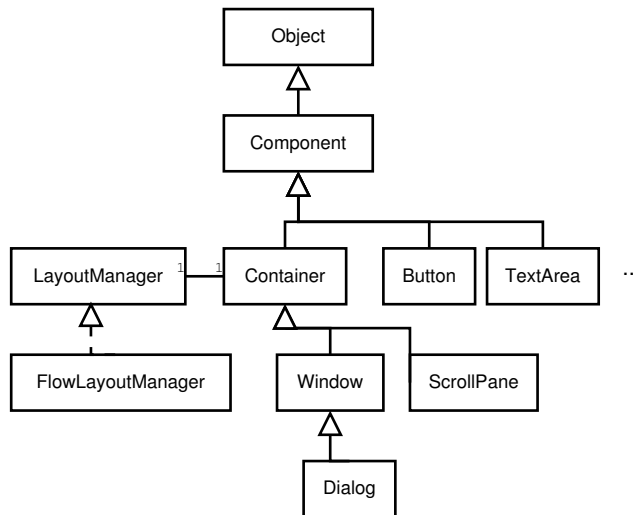 Object
Component
LayoutManager
1
1
Container
Button
TextArea
...
FlowLayoutManager
Window
ScrollPane
Dialog